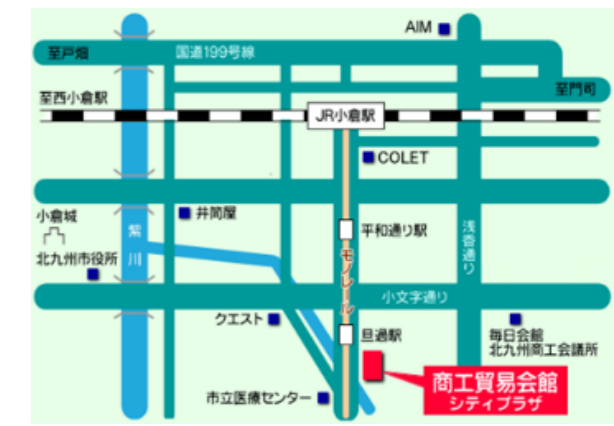 AIM
至戸畑
国道199号線
至門司
至西小倉駅
JR小倉駅
COLET
井筒屋
小倉城
紫川
平和通り駅
浅香通り
北九州市役所
モノレール
小文字通り
クエスト
旦過駅
毎日会館
北九州商工会議所
商工貿易会館
シティプラザ
市立医療センター